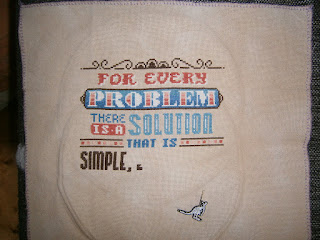 FOR EVERY
PROBLEM
THERE
IS A
SOLUTION
THAT IS
SIMPLE,